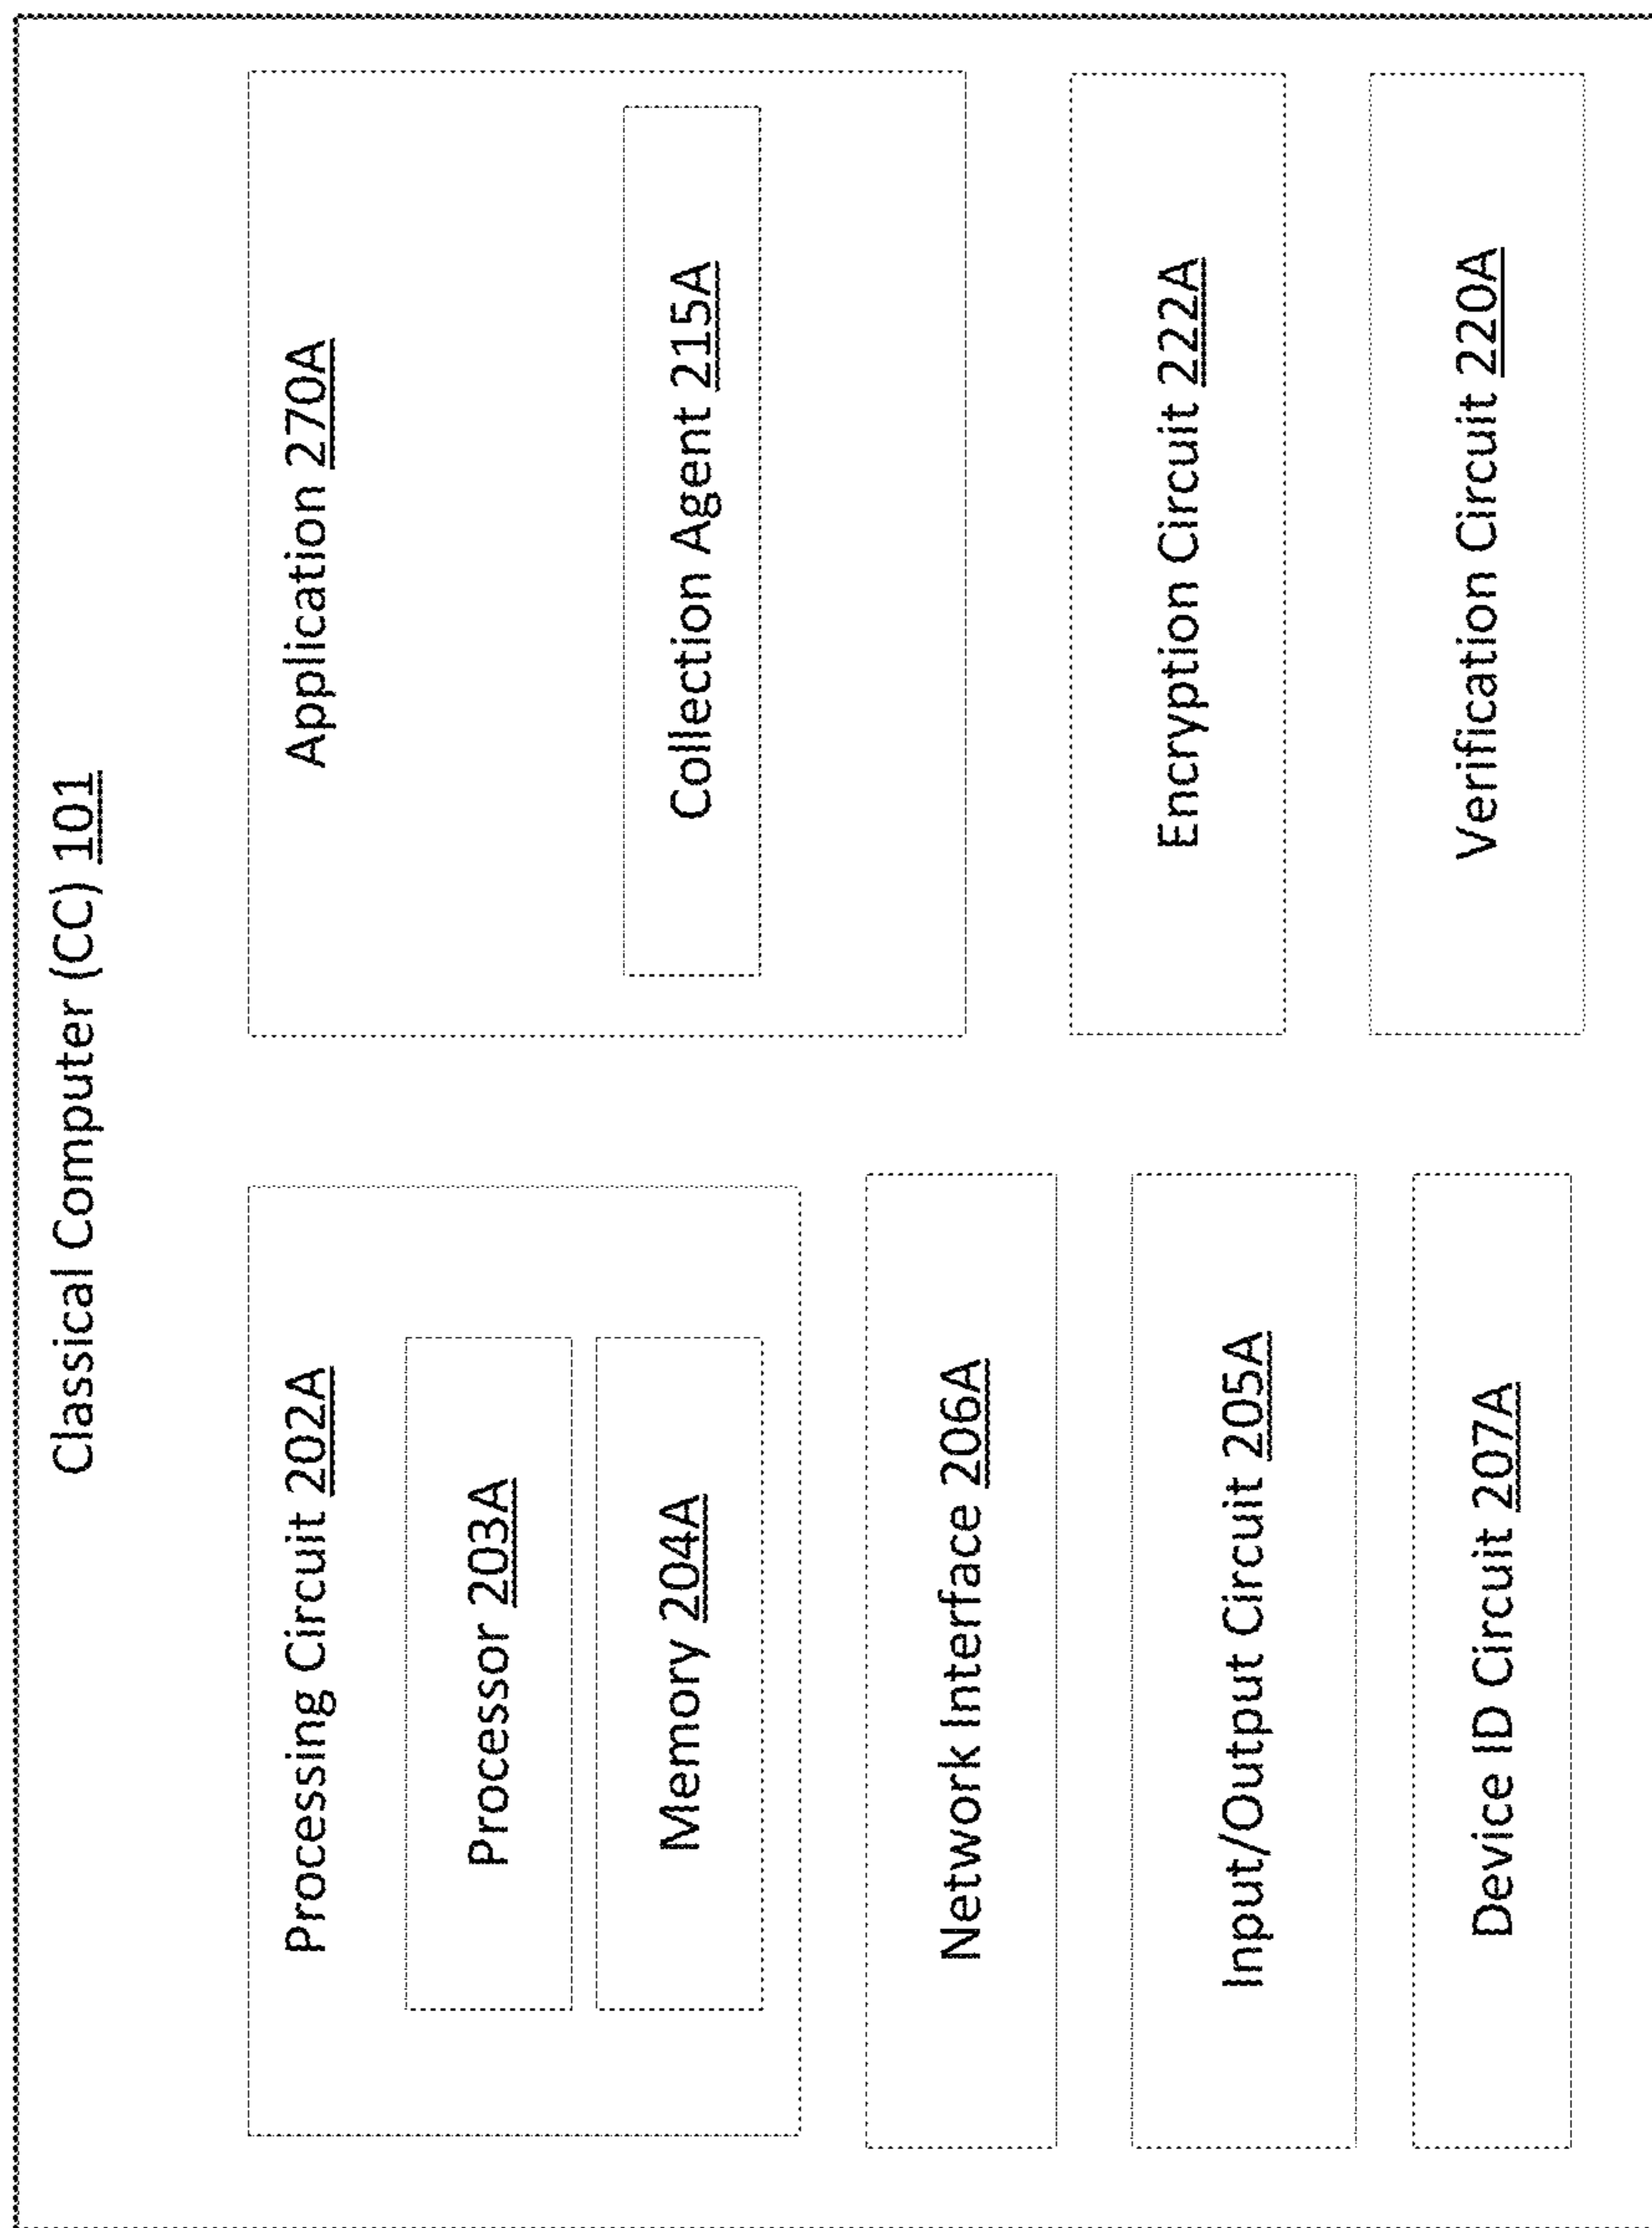 Classical Computer (CC) 101
Processing Circuit 202A
Processor 203A
Memory 204A
Network Interface 206A
Input/Output Circuit 205A
Device ID Circuit 207A
Application 270A
Collection Agent 215A
Encryption Circuit 222A
Verification Circuit 220A